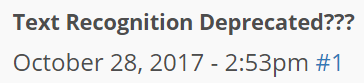 Text Recognition Deprecated???
October 28, 2017 - 2:53pm #1